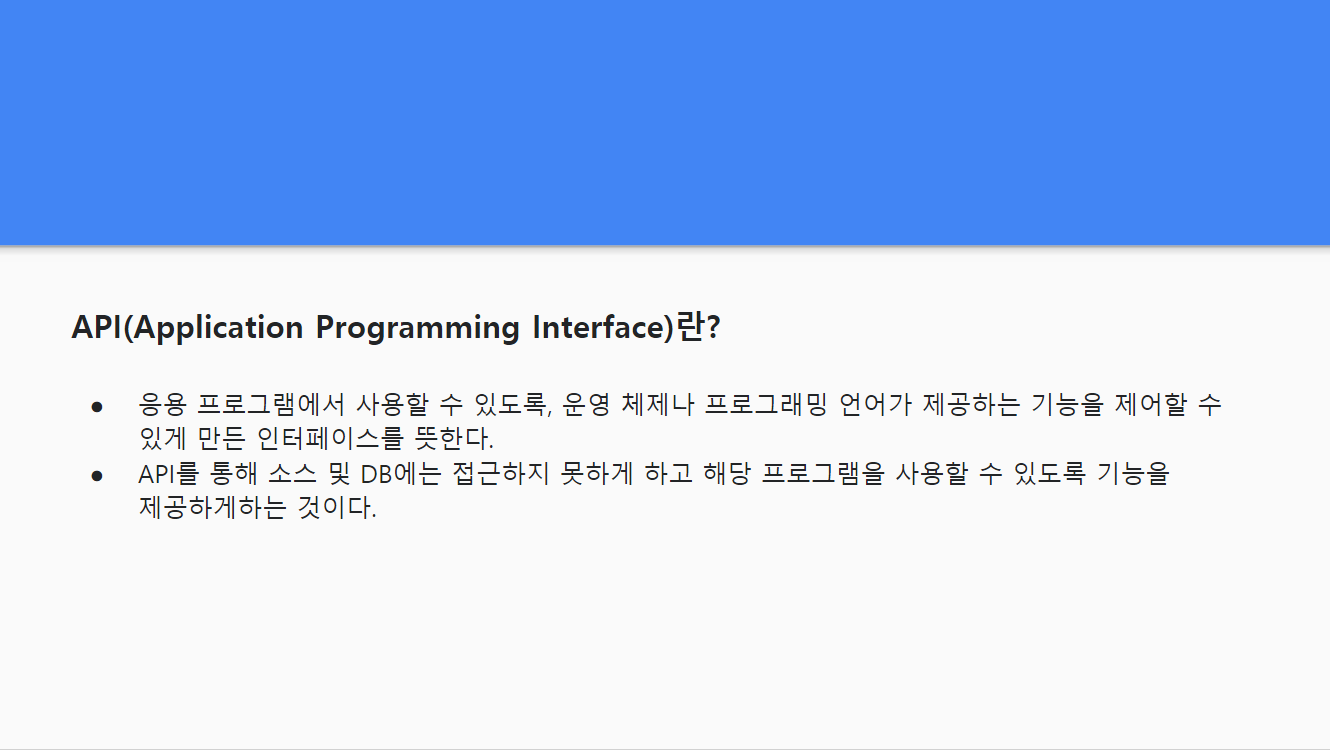 API(Application Programming Interface)란?
● 응용 프로그램에서 사용할 수 있도록, 운영 체제나 프로그래밍 언어가 제공하는 기능을 제어할 수
있게 만든 인터페이스를 뜻한다.
● API를 통해 소스 및 DB에는 접근하지 못하게 하고 해당 프로그램을 사용할 수 있도록 기능을
제공하게하는 것이다.